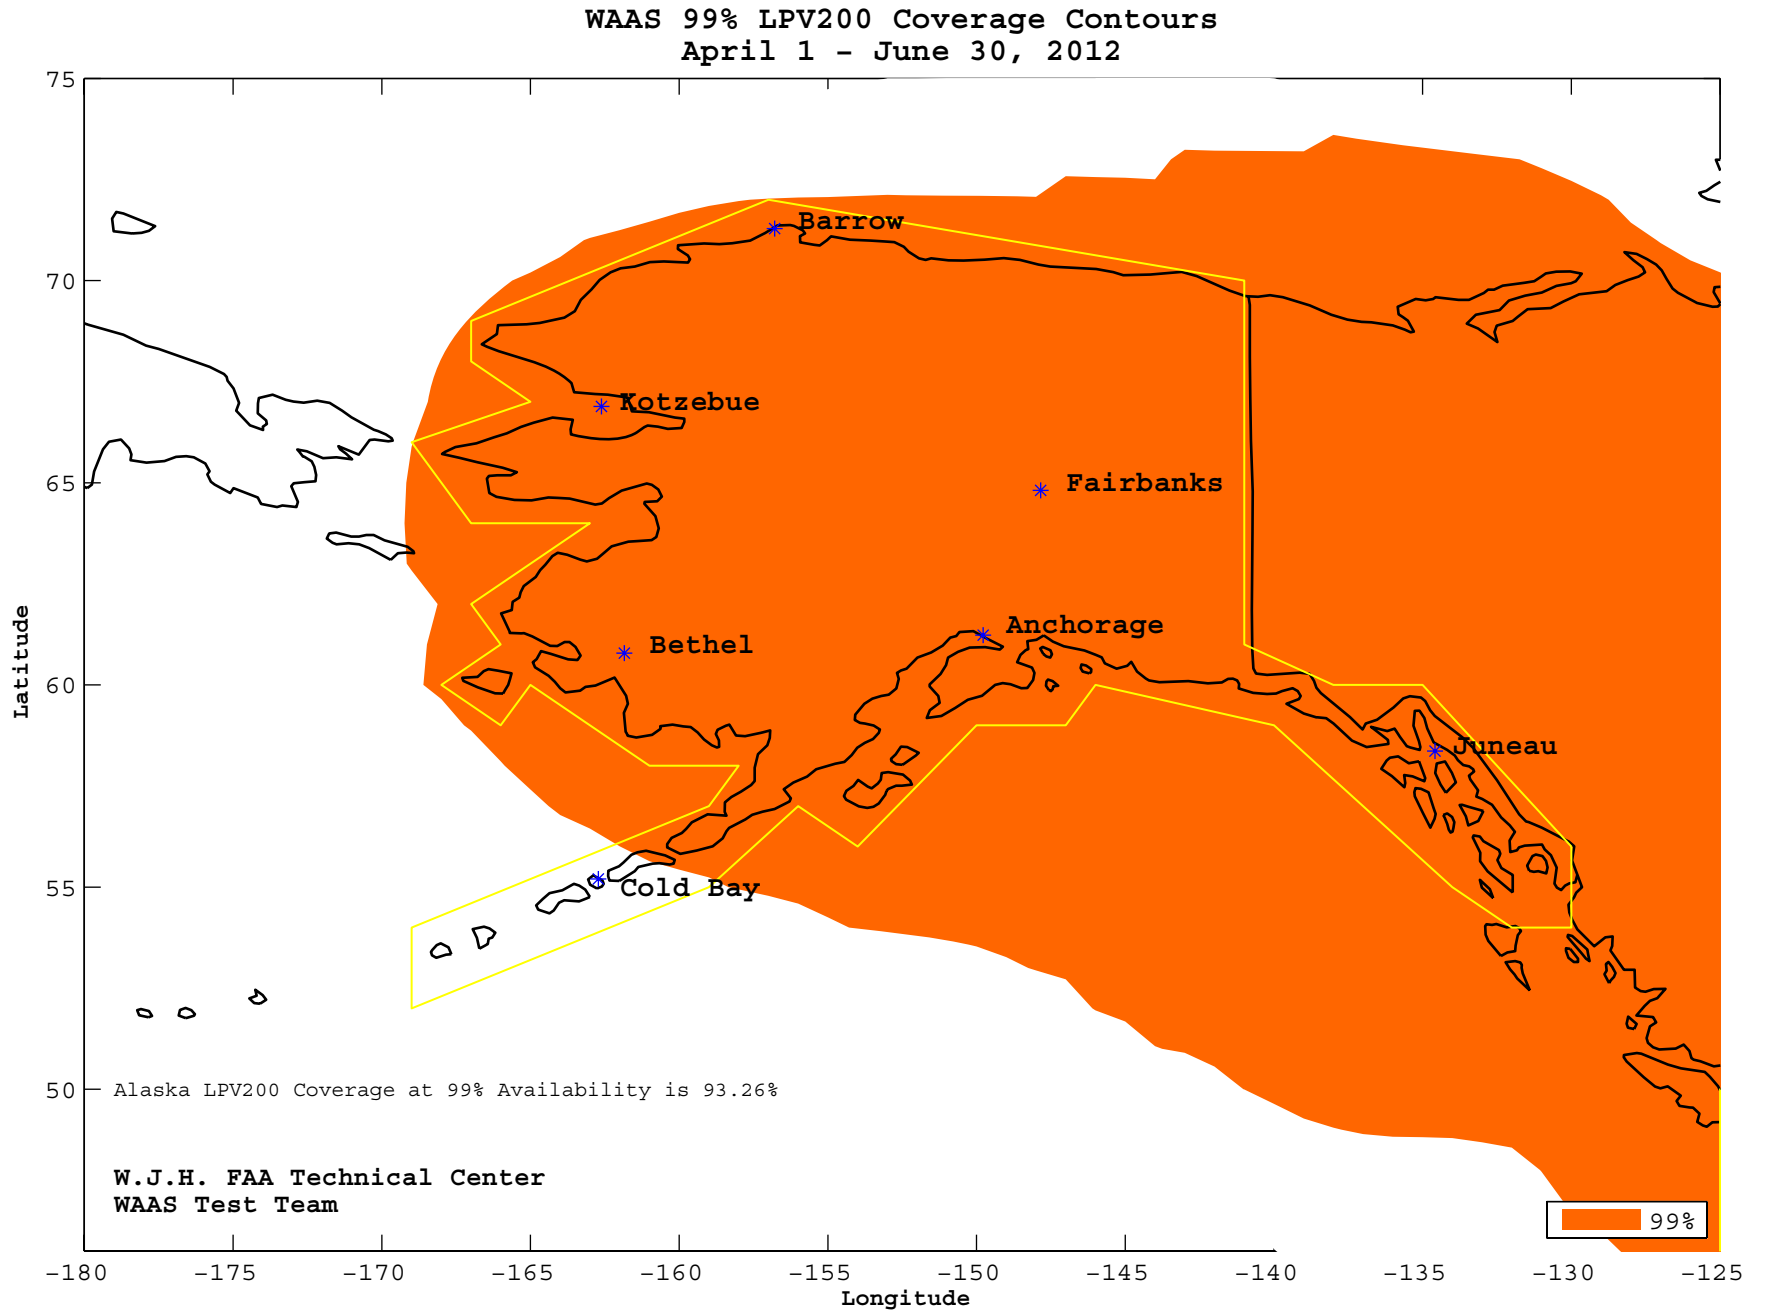 WAAS 99% LPV200 Coverage Contours
April 1 - June 30, 2012
75
70
65
60
55
50
Latitude
Barrow
Kotzebue
Fairbanks
Anchorage
Bethel
Juneau
Cold Bay
Alaska LPV200 Coverage at 99% Availability is 93.26%
W.J.H. FAA Technical Center
WAAS Test Team
99%
-180 -175 -170 -165 -160 -155 -150 -145 -140 -135 -130 -125
Longitude